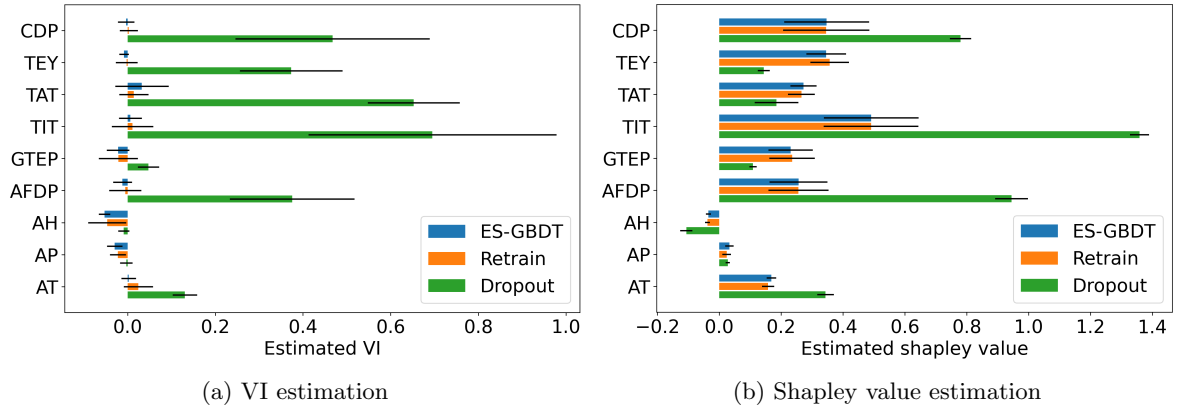 CDP
TEY
TAT
TIT
GTEP
AFDP
AH
AP
AT
ES-GBDT
Retrain
Dropout
0.0 0.2 0.4 0.6 0.8 1.0
Estimated VI
(a) VI estimation
CDP
TEY
TAT
TIT
GTEP
AFDP
AH
AP
AT
ES-GBDT
Retrain
Dropout
−0.2 0.0 0.2 0.4 0.6 0.8 1.0 1.2 1.4
Estimated shapley value
(b) Shapley value estimation